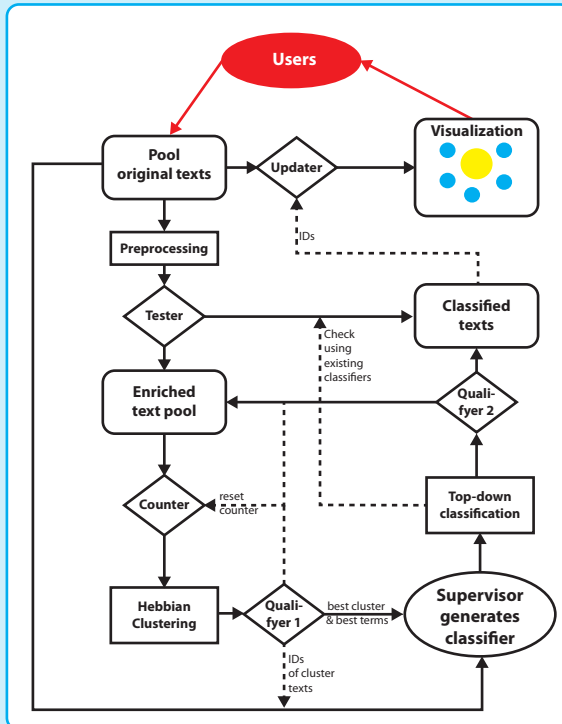 Users
Pool
original texts
Updater
Visualization
IDs
Preprocessing
Tester
Classified
texts
Check
using
existing
classifiers
Enriched
text pool
Quali-
fyer 2
Counter
reset
counter
Top-down
classification
Hebbian
Clustering
Quali-
fyer 1
best cluster
& best terms
Supervisor
generates
classifier
IDs
of cluster
texts